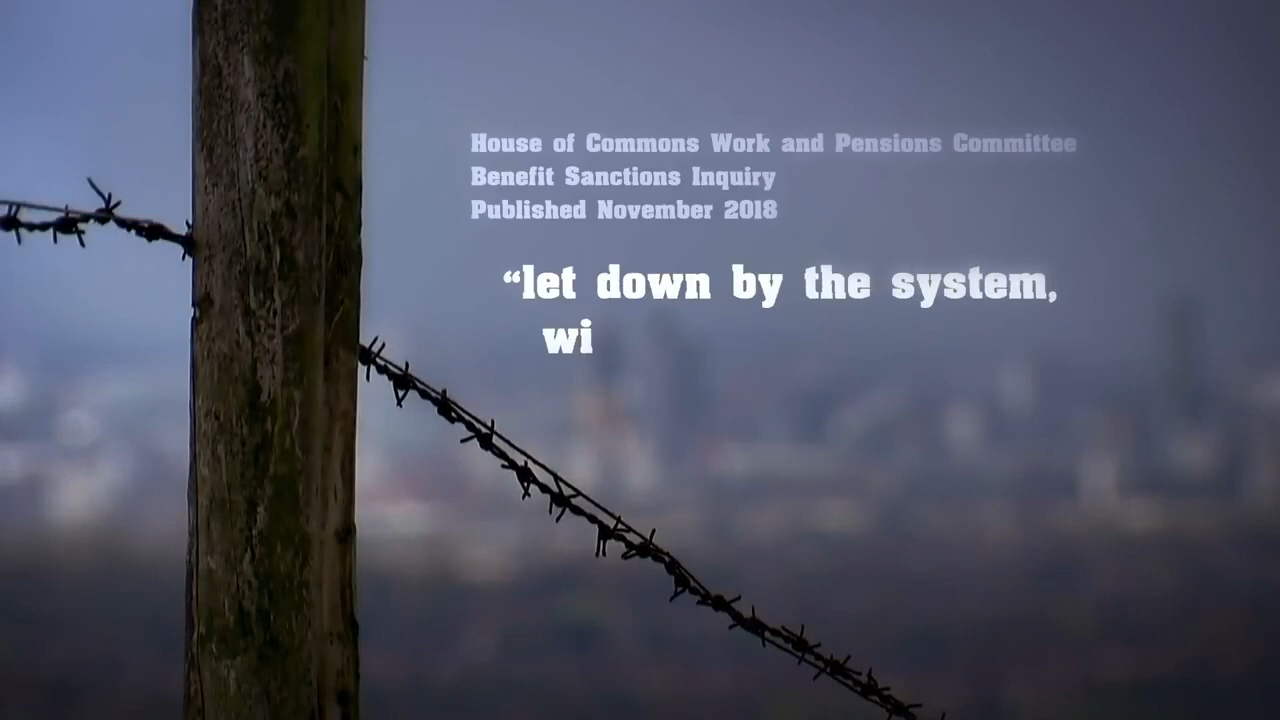 House of Commons Work and Pensions Committee
Benefit Sanctions Inquiry
Published November 2018
“let down by the system,
wi